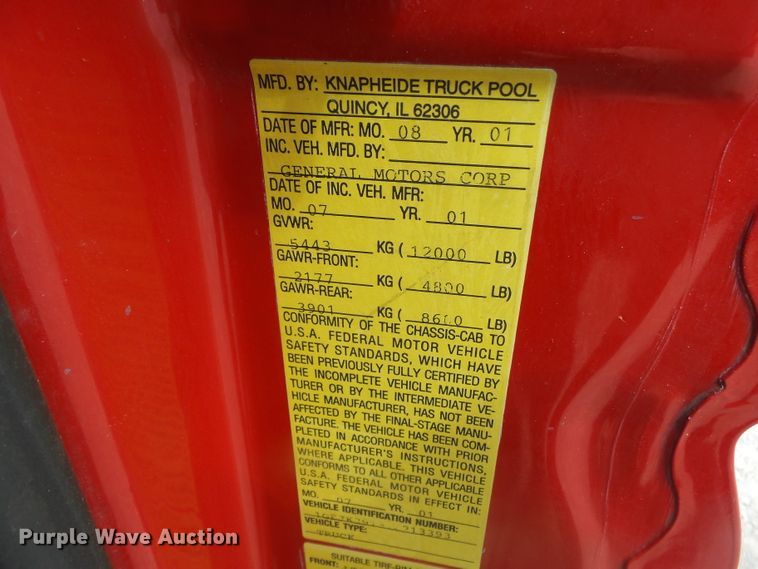 MFD. BY: KNAPHEIDE TRUCK POOL
QUINCY, IL 62306
DATE OF MFR: MO. 08 YR. 01
INC. VEH. MFD. BY:
GENERAL MOTORS CORP
DATE OF INC. VEH. MFR:
MO. 07 YR. 01
GVWR:
5443 KG ( 12000 LB)
GAWR-FRONT:
2177 KG ( 4800 LB)
GAWR-REAR:
3901 KG ( 8600 LB)
CONFORMITY OF THE CHASSIS-CAB TO
U.S.A. FEDERAL MOTOR VEHICLE
SAFETY STANDARDS, WHICH HAVE
BEEN PREVIOUSLY FULLY CERTIFIED BY
THE INCOMPLETE VEHICLE MANUFAC-
TURER OR BY THE INTERMEDIATE VE-
HICLE MANUFACTURER, HAS NOT BEEN
AFFECTED BY THE FINAL-STAGE MANU-
FACTURE. THE VEHICLE HAS BEEN COM-
PLETED IN ACCORDANCE WITH PRIOR
MANUFACTURER'S INSTRUCTIONS,
WHERE APPLICABLE. THIS VEHICLE
CONFORMS TO ALL OTHER APPLICABLE
U.S.A. FEDERAL MOTOR VEHICLE
SAFETY STANDARDS IN EFFECT IN:
MO. 07 YR. 01
VEHICLE IDENTIFICATION NUMBER:
VEHICLE TYPE:
TRUCK
SUITABLE TIRE-RIM
FRONT:
Purple Wave Auction